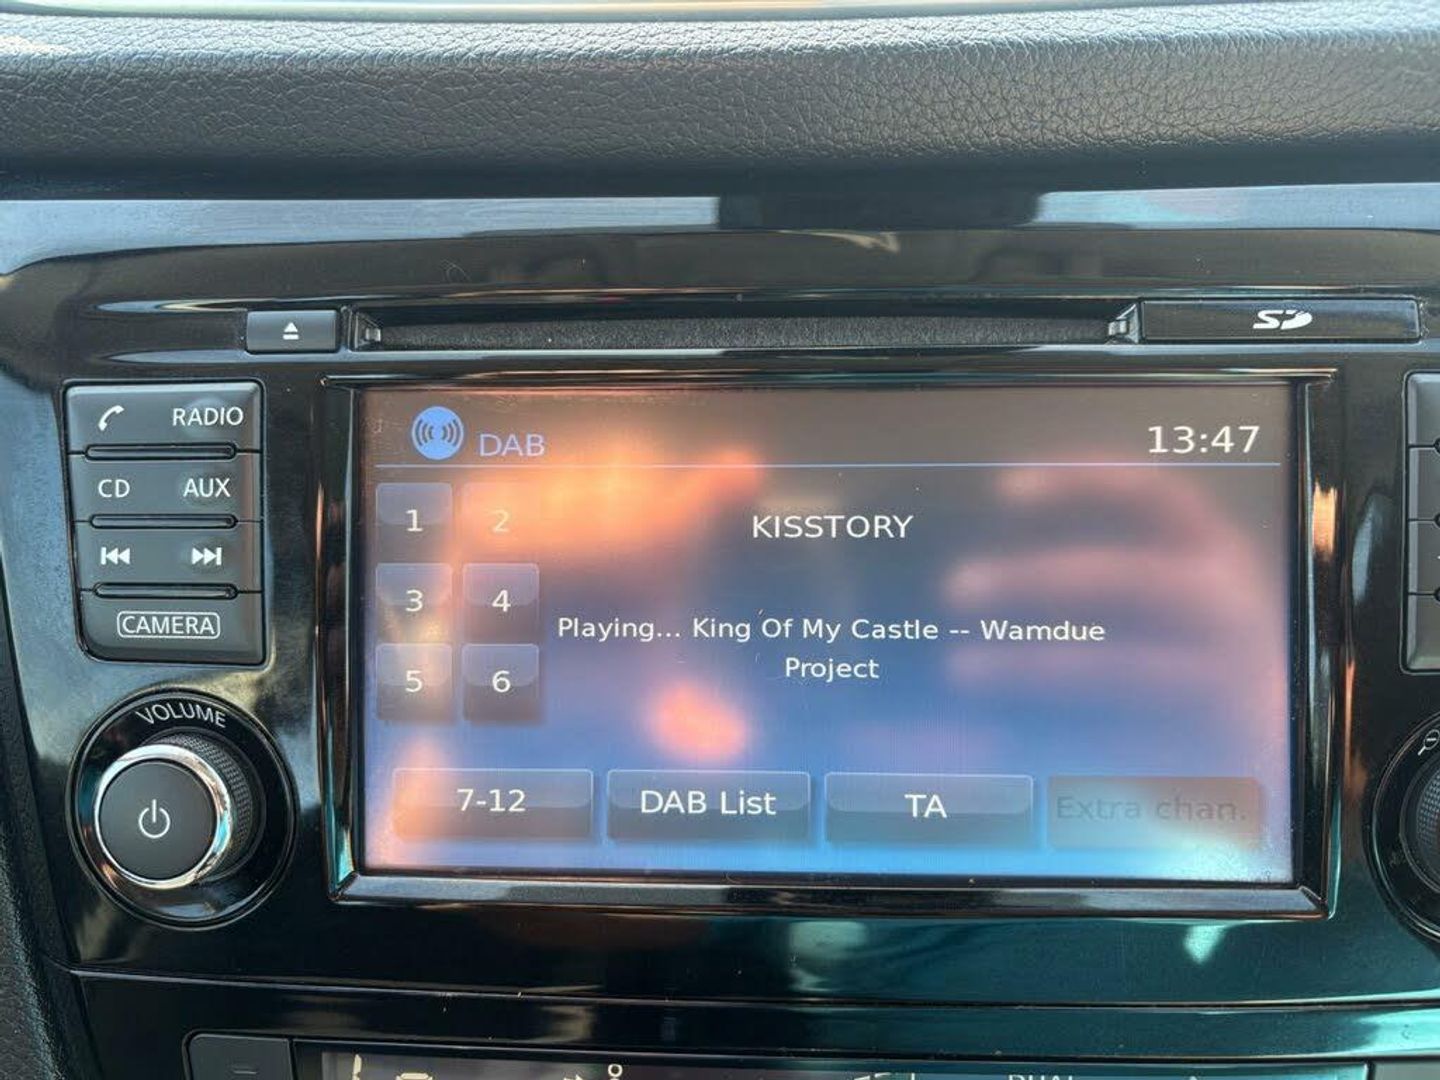 SD
RADIO
CD AUX
CAMERA
VOLUME
DAB
13:47
1 2
KISSTORY
3 4
Playing... King Of My Castle -- Wamdue
Project
5 6
7-12 DAB List TA Extra chan.
DUAL